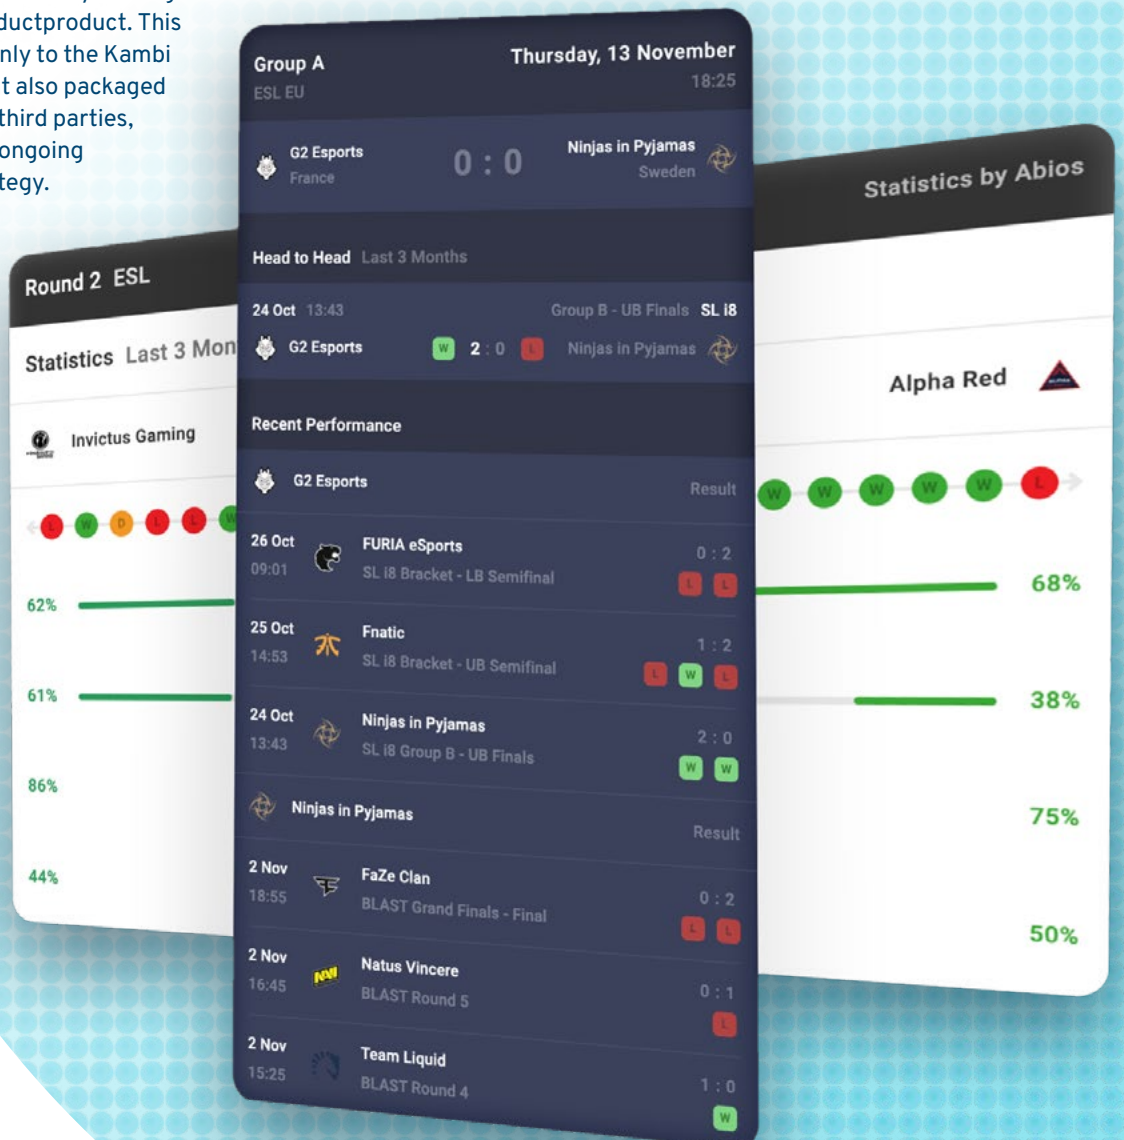 ductproduct. This
nly to the Kambi
t also packaged
third parties,
ongoing
tegy.
Group A
Thursday, 13 November
ESL EU
18:25
G2 Esports
France
0 : 0
Ninjas in Pyjamas
Sweden
Head to Head Last 3 Months
24 Oct 13:43
Group B - UB Finals SL i8
G2 Esports
W 2 : 0 L
Ninjas in Pyjamas
Recent Performance
G2 Esports
Result
26 Oct
09:01
FURIA eSports
SL i8 Bracket - LB Semifinal
0 : 2
L L
25 Oct
14:53
Fnatic
SL i8 Bracket - UB Semifinal
1 : 2
L W L
24 Oct
13:43
Ninjas in Pyjamas
SL i8 Group B - UB Finals
2 : 0
W W
Ninjas in Pyjamas
Result
2 Nov
18:55
FaZe Clan
BLAST Grand Finals - Final
0 : 2
L L
2 Nov
16:45
NAVI
Natus Vincere
BLAST Round 5
0 : 1
L
2 Nov
15:25
Team Liquid
BLAST Round 4
1 : 0
W
Round 2 ESL
Statistics Last 3 Mon
Invictus Gaming
L W D L L W
62%
61%
86%
44%
Statistics by Abios
Alpha Red
W W W W W L
68%
38%
75%
50%